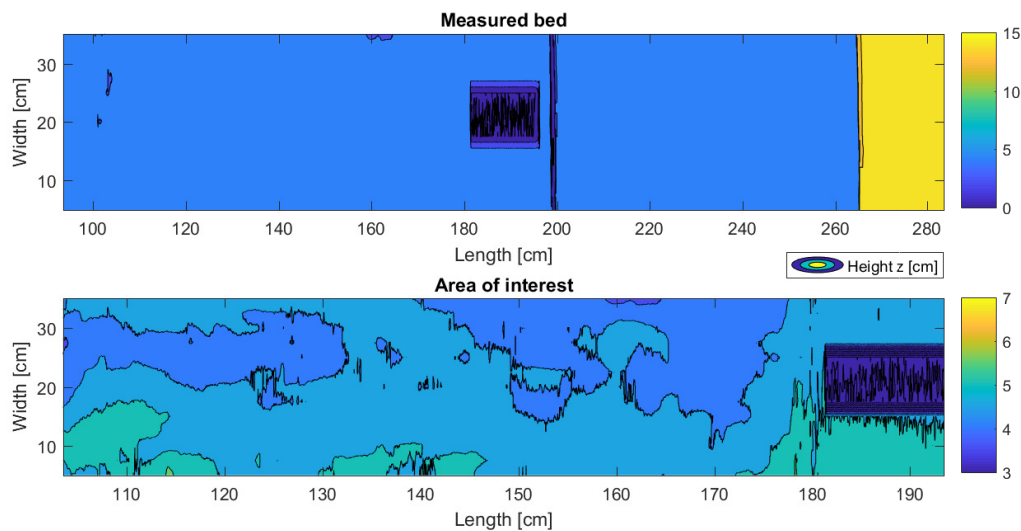 Measured bed
Width [cm]
30
20
10
100 120 140 160 180 200 220 240 260 280
Length [cm]
15
10
5
0
Height z [cm]
Area of interest
Width [cm]
30
20
10
110 120 130 140 150 160 170 180 190
Length [cm]
7
6
5
4
3